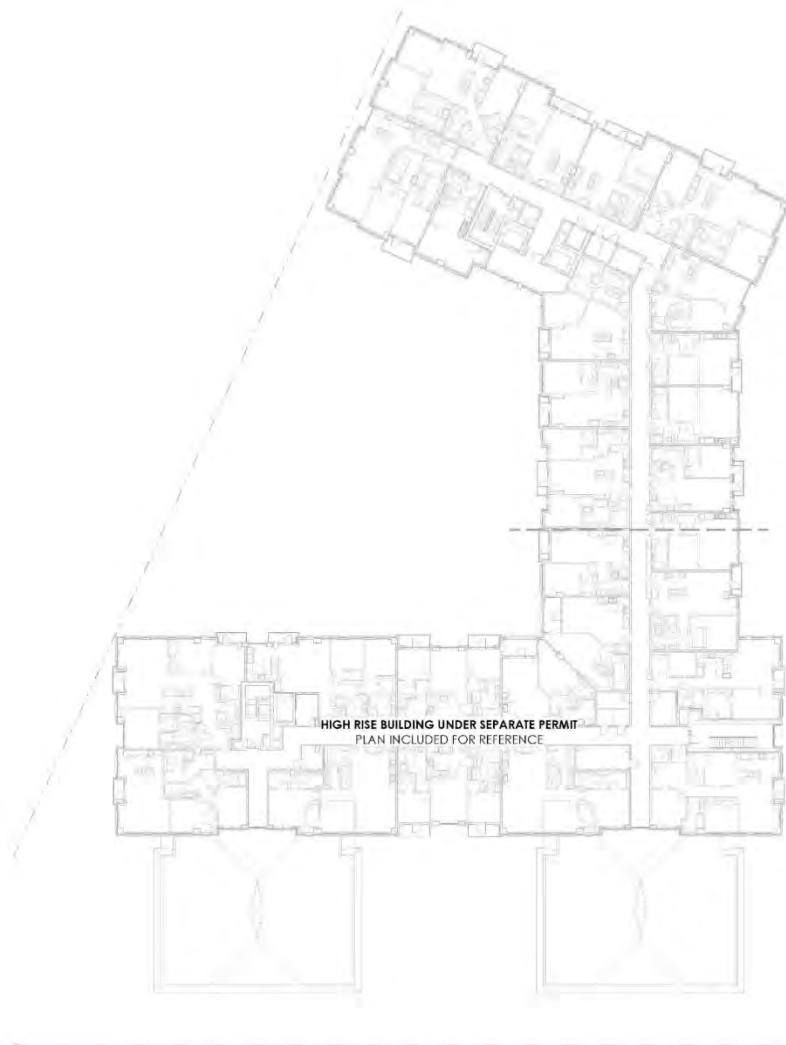 HIGH RISE BUILDING UNDER SEPARATE PERMIT
PLAN INCLUDED FOR REFERENCE